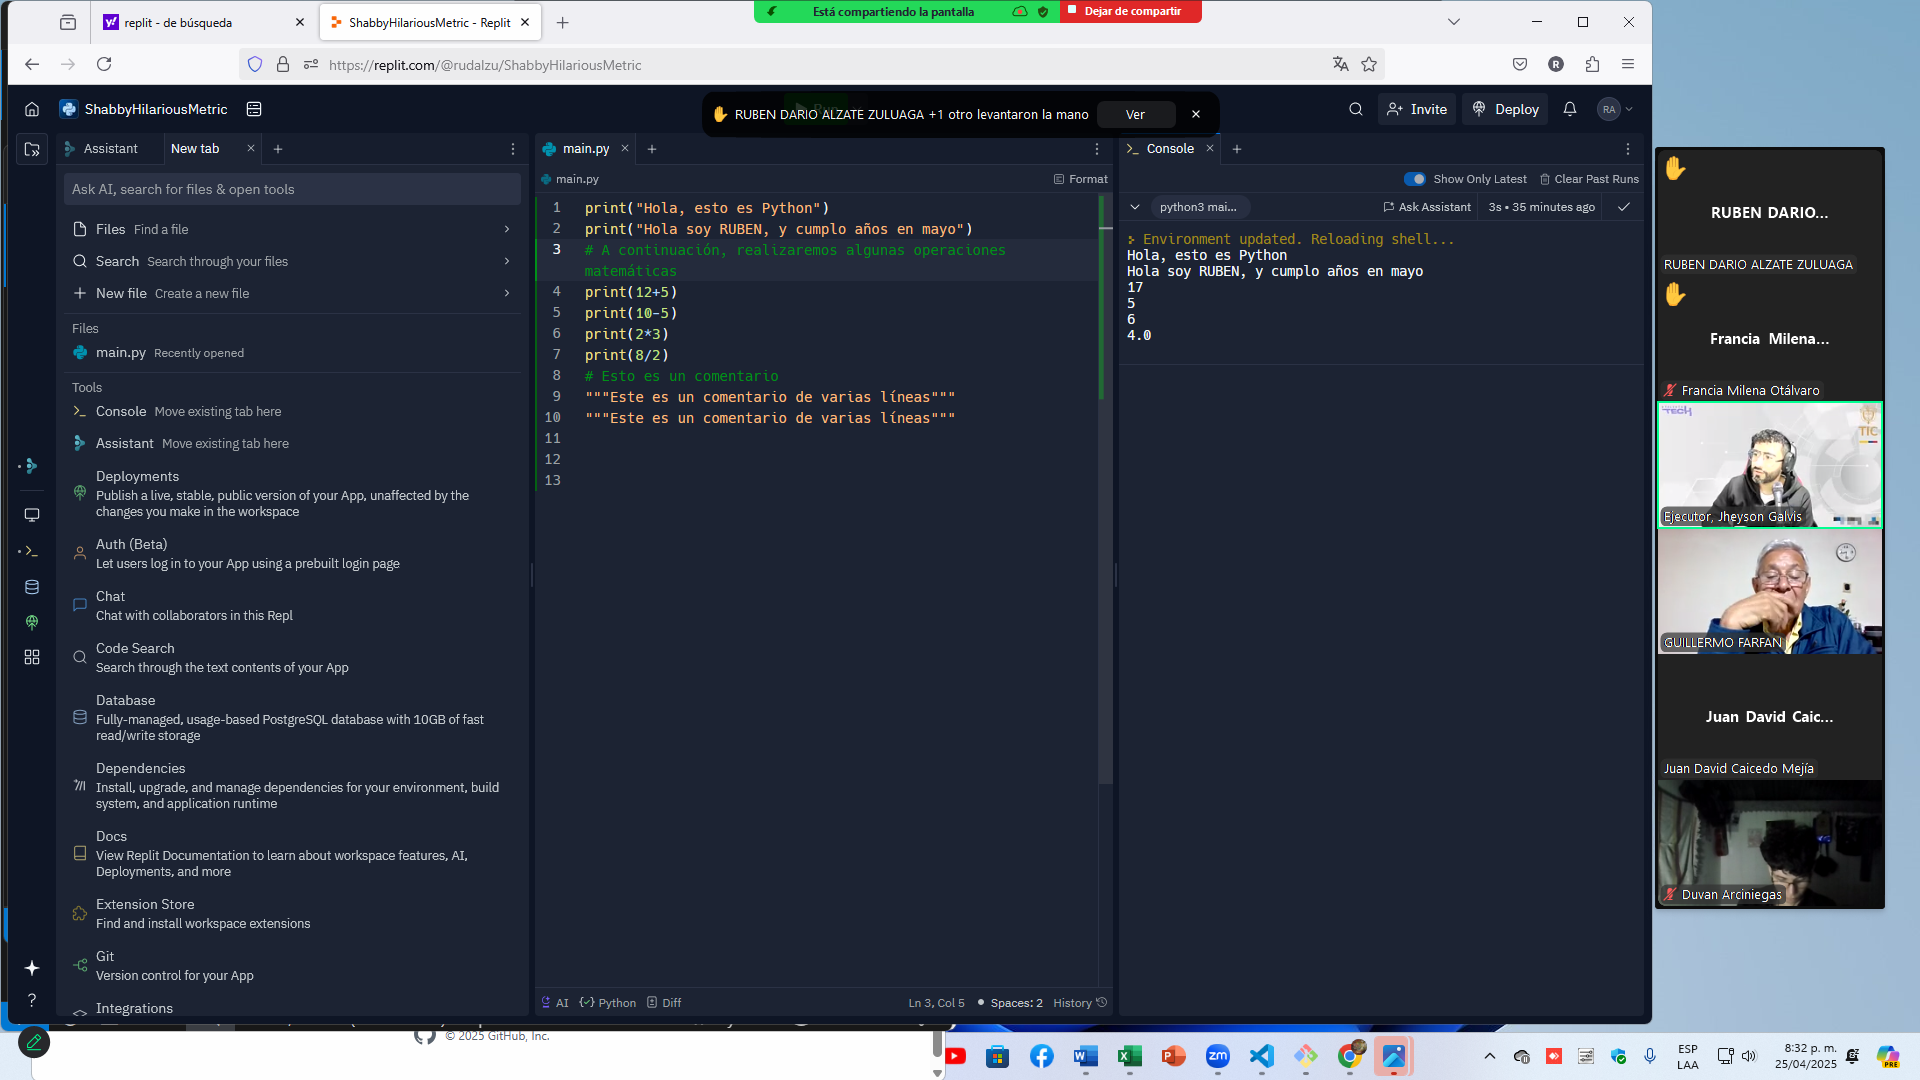 replit - de búsqueda
ShabbyHilariousMetric - Replit
Está compartiendo la pantalla
Dejar de compartir
https://replit.com/@rudalzu/ShabbyHilariousMetric
ShabbyHilariousMetric
RUBEN DARIO ALZATE ZULUAGA +1 otro levantaron la mano
Ver
Invite
Deploy
RA
Assistant
New tab
main.py
Console
Ask AI, search for files & open tools
main.py
Format
Show Only Latest
Clear Past Runs
Files Find a file
Search Search through your files
New file Create a new file
Files
main.py Recently opened
Tools
Console Move existing tab here
Assistant Move existing tab here
Deployments
Publish a live, stable, public version of your App, unaffected by the
changes you make in the workspace
Auth (Beta)
Let users log in to your App using a prebuilt login page
Chat
Chat with collaborators in this Repl
Code Search
Search through the text contents of your App
Database
Fully-managed, usage-based PostgreSQL database with 10GB of fast
read/write storage
Dependencies
Install, upgrade, and manage dependencies for your environment, build
system, and application runtime
Docs
View Replit Documentation to learn about workspace features, AI,
Deployments, and more
Extension Store
Find and install workspace extensions
Git
Version control for your App
Integrations
1 print("Hola, esto es Python")
2 print("Hola soy RUBEN, y cumplo años en mayo")
3 # A continuación, realizaremos algunas operaciones
matemáticas
4 print(12+5)
5 print(10-5)
6 print(2*3)
7 print(8/2)
8 # Esto es un comentario
9 """Este es un comentario de varias líneas"""
10 """Este es un comentario de varias líneas"""
11
12
13
AI
Python
Diff
Ln 3, Col 5
Spaces: 2
History
python3 mai...
Ask Assistant
3s • 35 minutes ago
Environment updated. Reloading shell...
Hola, esto es Python
Hola soy RUBEN, y cumplo años en mayo
17
5
6
4.0
RUBEN DARIO...
RUBEN DARIO ALZATE ZULUAGA
Francia Milena...
Francia Milena Otálvaro
TECH
TIC
Ejecutor, Jheyson Galvis
GUILLERMO FARFAN
Juan David Caic...
Juan David Caicedo Mejía
Duvan Arciniegas
© 2025 GitHub, Inc.
zm
ESP
LAA
8:32 p. m.
25/04/2025
PRE